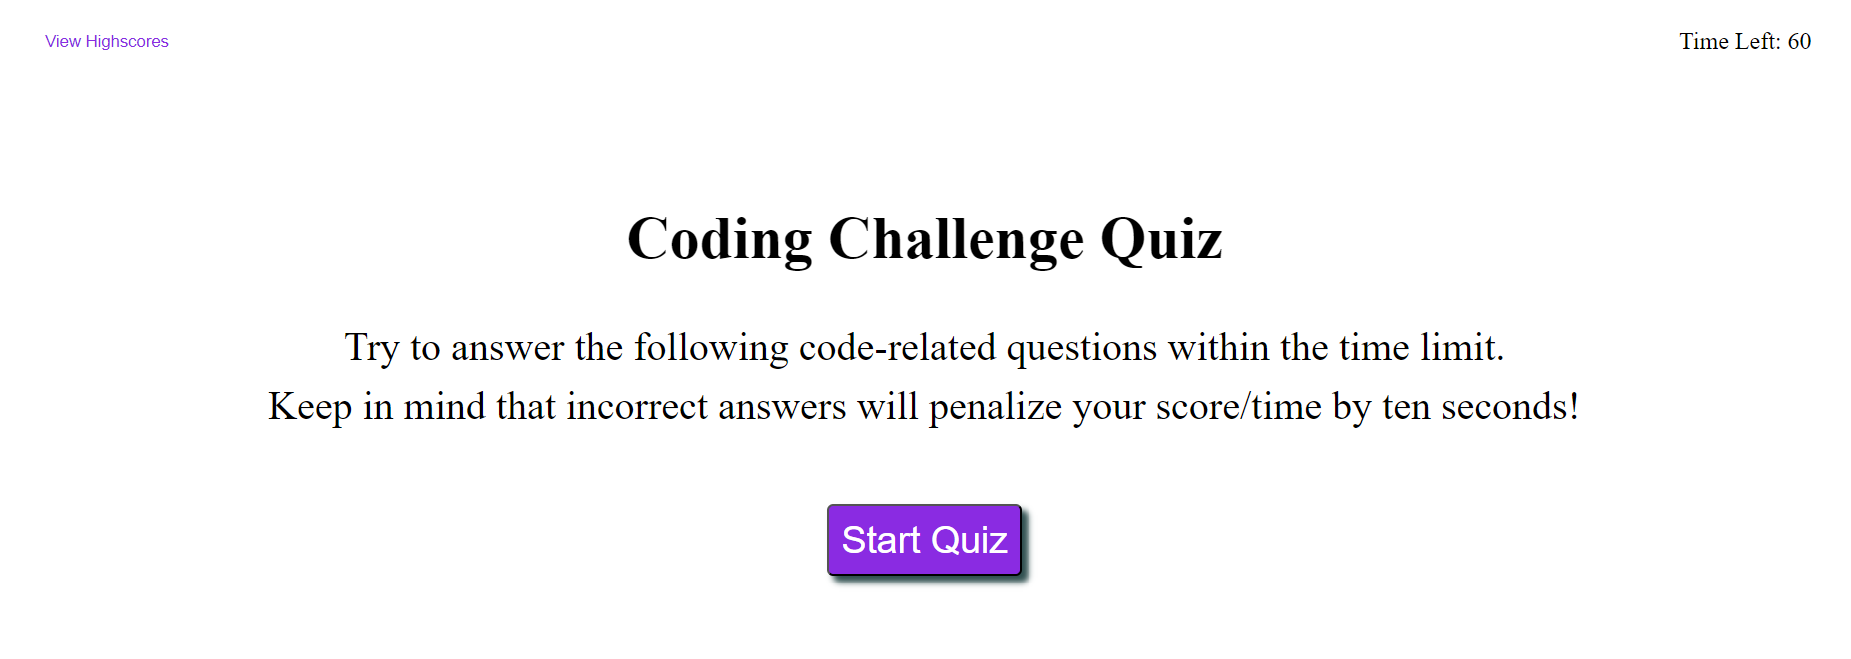 View Highscores
Time Left: 60
Coding Challenge Quiz
Try to answer the following code-related questions within the time limit.
Keep in mind that incorrect answers will penalize your score/time by ten seconds!
Start Quiz